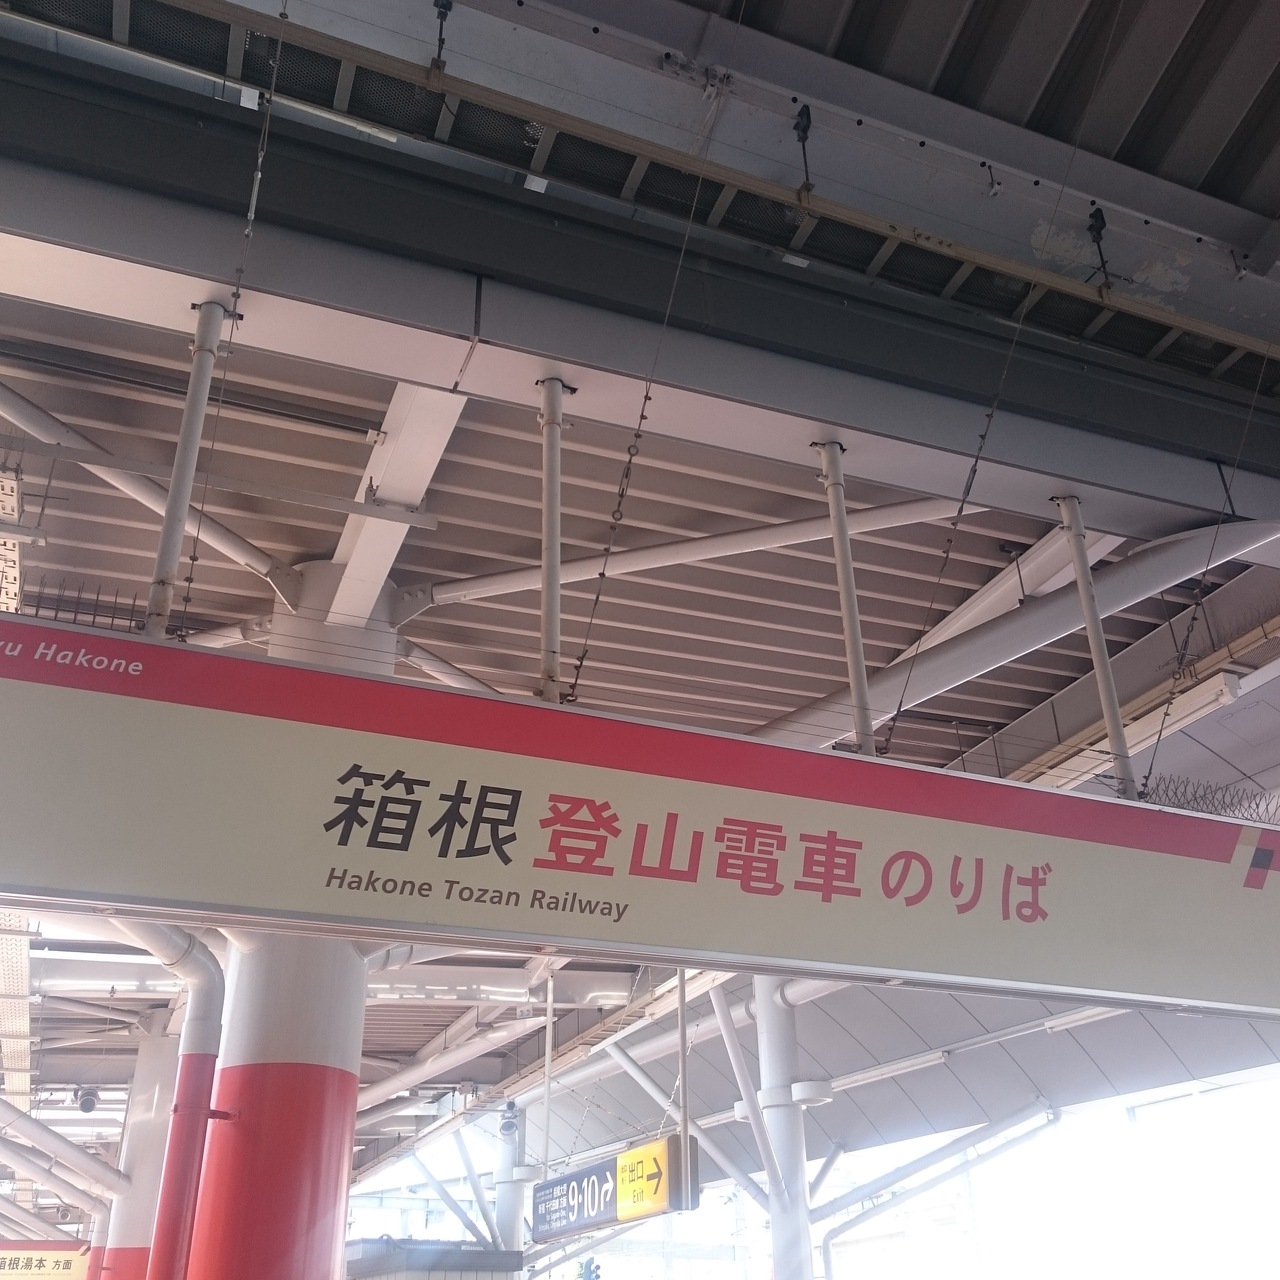 Hakone
箱根登山電車のりば
Hakone Tozan Railway
9·10
出口
Exit
箱根湯本 方面